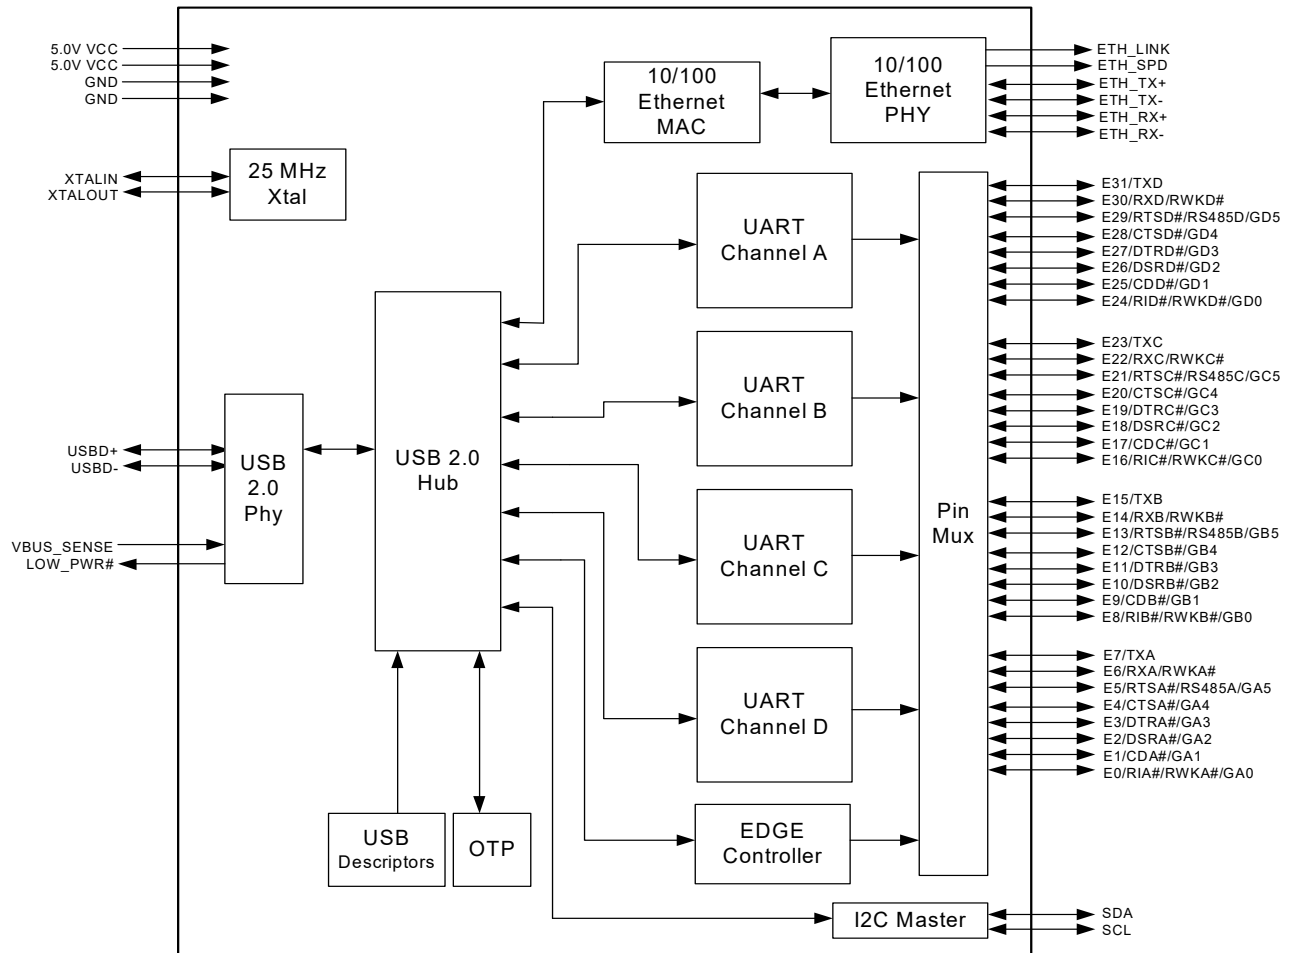 5.0V VCC
5.0V VCC
GND
GND
XTALIN
XTALOUT
25 MHz
Xtal
USBD+
USBD-
VBUS_SENSE
LOW_PWR#
USB
2.0
Phy
USB 2.0
Hub
USB
Descriptors
OTP
10/100
Ethernet
MAC
10/100
Ethernet
PHY
UART
Channel A
UART
Channel B
UART
Channel C
UART
Channel D
EDGE
Controller
I2C Master
Pin
Mux
ETH_LINK
ETH_SPD
ETH_TX+
ETH_TX-
ETH_RX+
ETH_RX-
E31/TXD
E30/RXD/RWKD#
E29/RTSD#/RS485D/GD5
E28/CTSD#/GD4
E27/DTRD#/GD3
E26/DSRD#/GD2
E25/CDD#/GD1
E24/RID#/RWKD#/GD0
E23/TXC
E22/RXC/RWKC#
E21/RTSC#/RS485C/GC5
E20/CTSC#/GC4
E19/DTRC#/GC3
E18/DSRC#/GC2
E17/CDC#/GC1
E16/RIC#/RWKC#/GC0
E15/TXB
E14/RXB/RWKB#
E13/RTSB#/RS485B/GB5
E12/CTSB#/GB4
E11/DTRB#/GB3
E10/DSRB#/GB2
E9/CDB#/GB1
E8/RIB#/RWKB#/GB0
E7/TXA
E6/RXA/RWKA#
E5/RTSA#/RS485A/GA5
E4/CTSA#/GA4
E3/DTRA#/GA3
E2/DSRA#/GA2
E1/CDA#/GA1
E0/RIA#/RWKA#/GA0
SDA
SCL